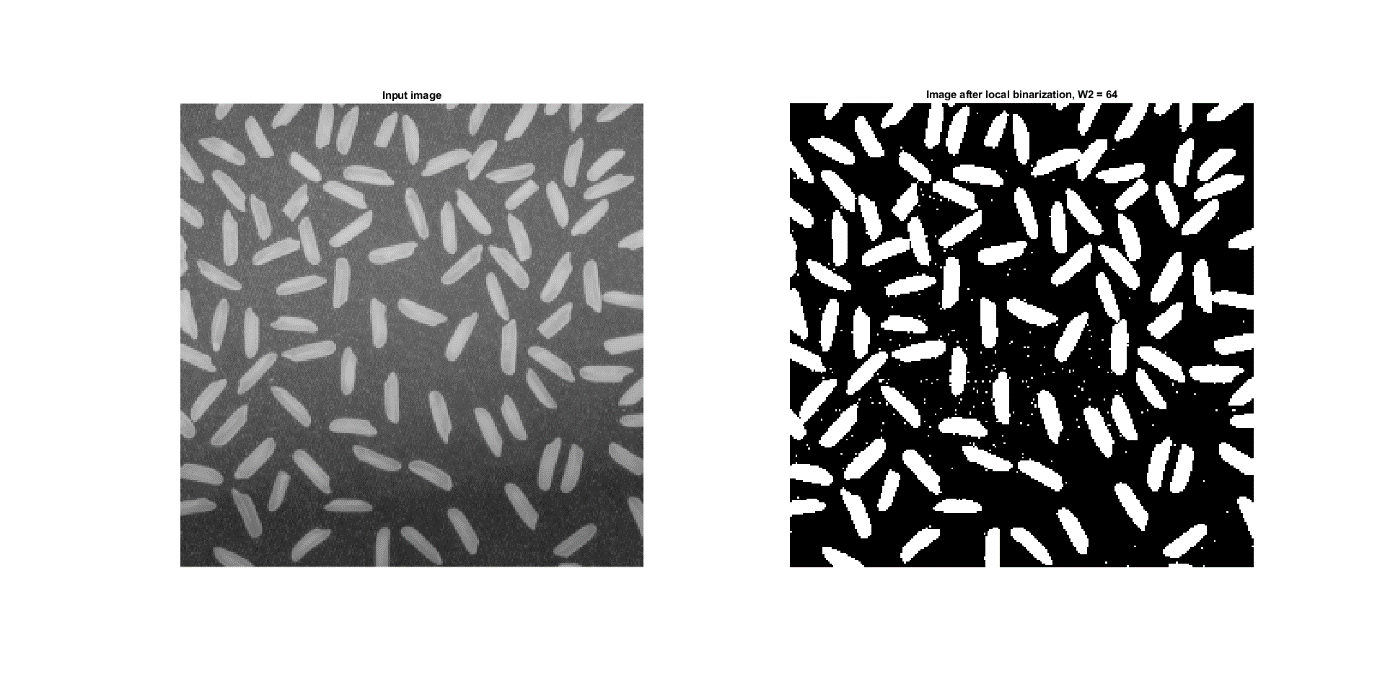 Input image
Image after local binarization, W2 = 64